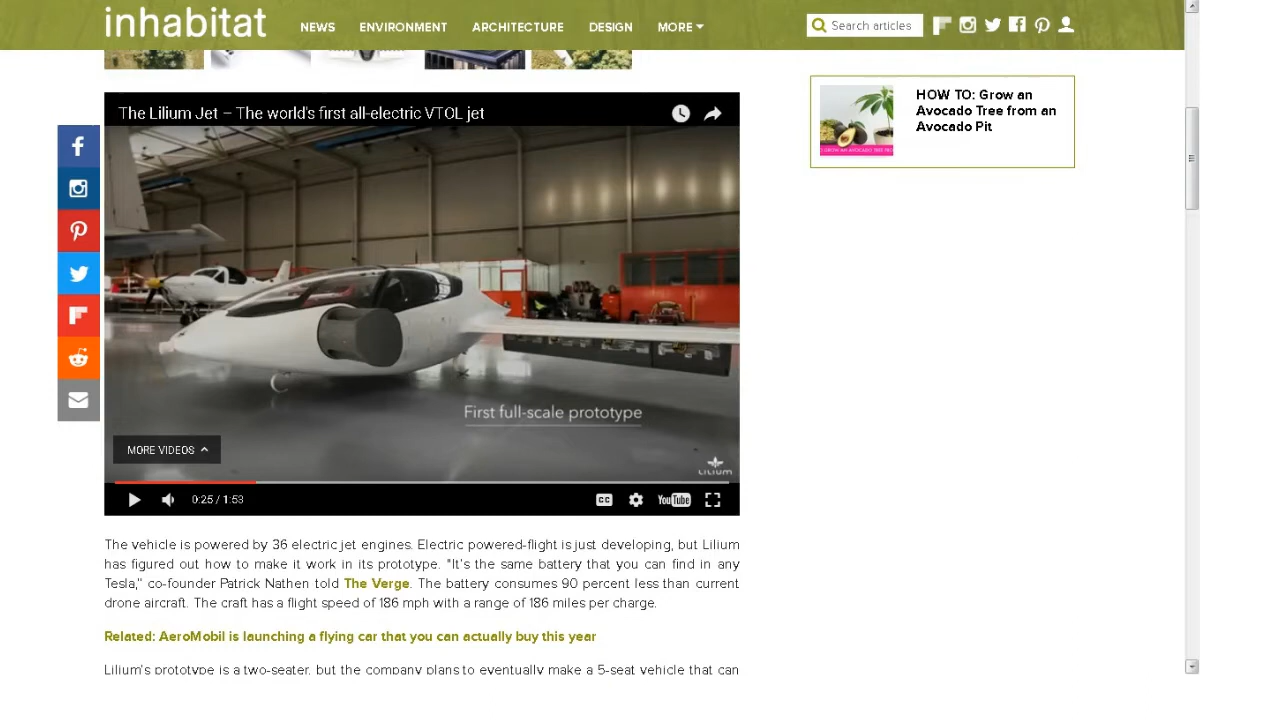 inhabitat
NEWS ENVIRONMENT ARCHITECTURE DESIGN MORE
Search articles
HOW TO: Grow an
Avocado Tree from an
Avocado Pit
The Lilium Jet – The world's first all-electric VTOL jet
First full-scale prototype
MORE VIDEOS
LILIUM
0:25 / 1:53
CC
YouTube
The vehicle is powered by 36 electric jet engines. Electric powered-flight is just developing, but Lilium
has figured out how to make it work in its prototype. "It's the same battery that you can find in any
Tesla," co-founder Patrick Nathen told The Verge. The battery consumes 90 percent less than current
drone aircraft. The craft has a flight speed of 186 mph with a range of 186 miles per charge.
Related: AeroMobil is launching a flying car that you can actually buy this year
Lilium's prototype is a two-seater, but the company plans to eventually make a 5-seat vehicle that can